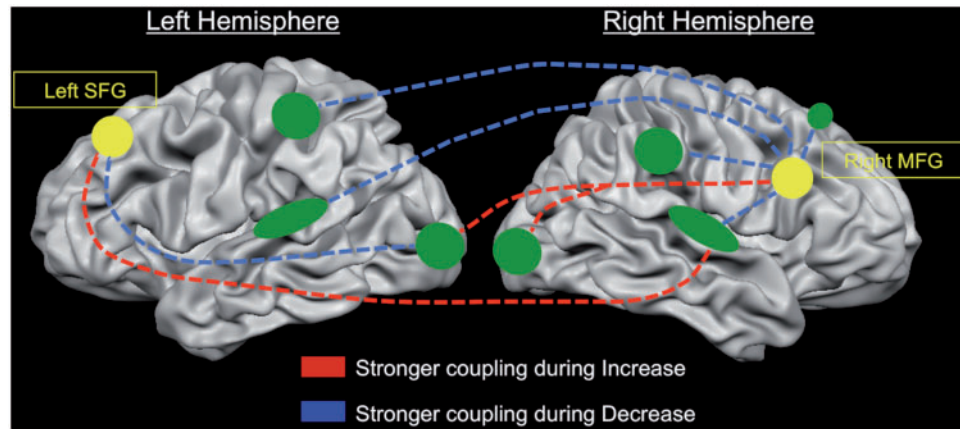 Left Hemisphere
Right Hemisphere
Left SFG
Right MFG
Stronger coupling during Increase
Stronger coupling during Decrease